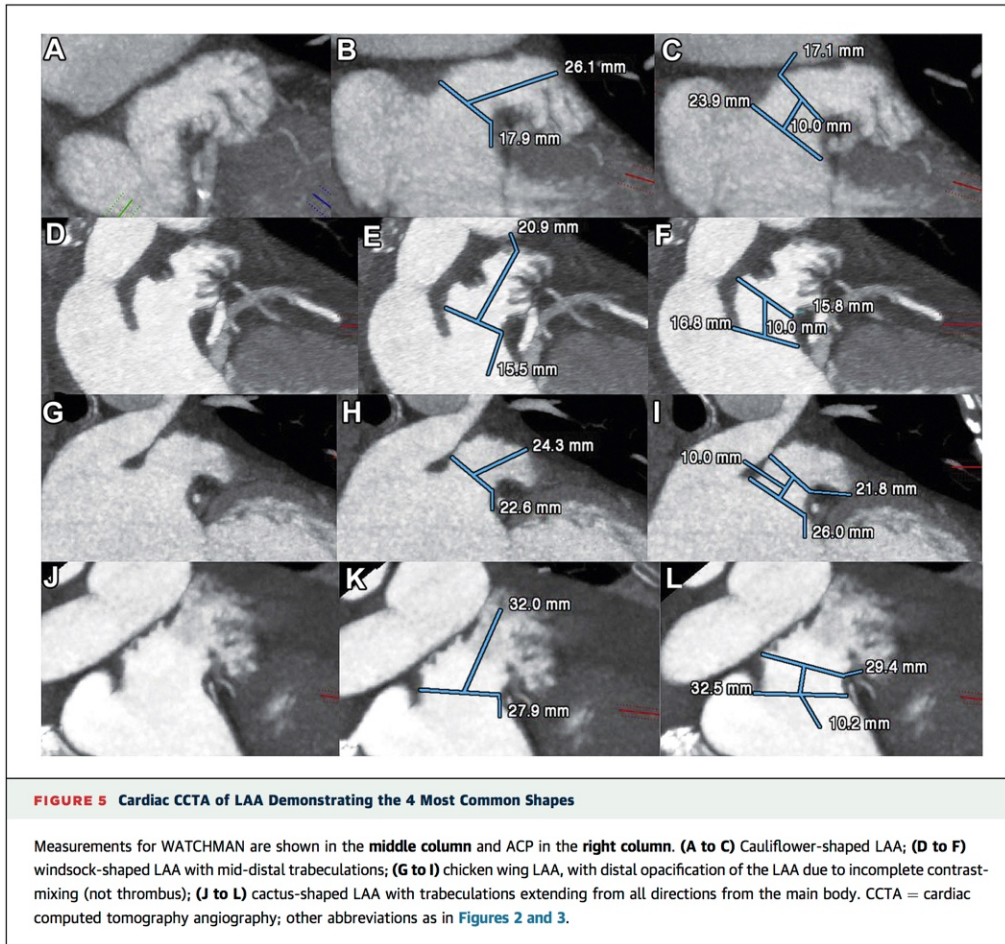 A
B
26.1 mm
17.9 mm
C
17.1 mm
23.9 mm
10.0 mm
D
E
20.9 mm
15.5 mm
F
15.8 mm
16.8 mm
10.0 mm
G
H
24.3 mm
22.6 mm
I
10.0 mm
21.8 mm
26.0 mm
J
K
32.0 mm
27.9 mm
L
29.4 mm
32.5 mm
10.2 mm
FIGURE 5 Cardiac CCTA of LAA Demonstrating the 4 Most Common Shapes
Measurements for WATCHMAN are shown in the middle column and ACP in the right column. (A to C) Cauliflower-shaped LAA; (D to F)
windsock-shaped LAA with mid-distal trabeculations; (G to I) chicken wing LAA, with distal opacification of the LAA due to incomplete contrast-
mixing (not thrombus); (J to L) cactus-shaped LAA with trabeculations extending from all directions from the main body. CCTA = cardiac
computed tomography angiography; other abbreviations as in Figures 2 and 3.